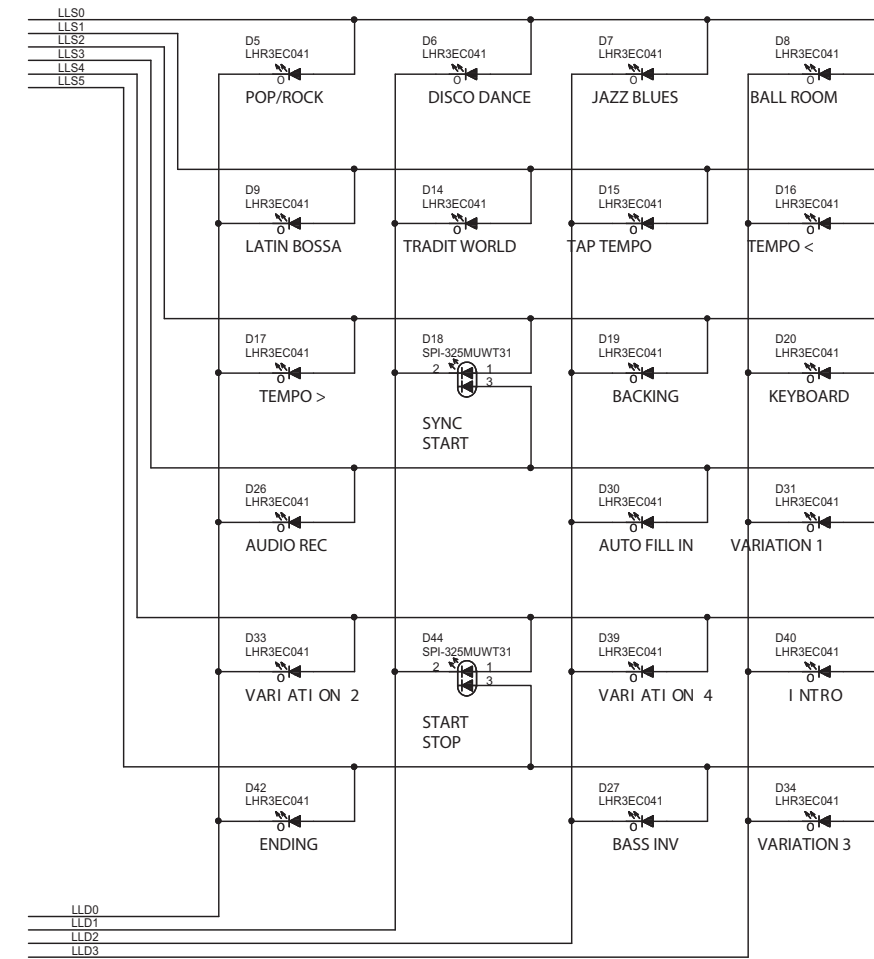 LLS0
LLS1
LLS2
LLS3
LLS4
LLS5
D5
LHR3EC041
O
POP/ROCK
D6
LHR3EC041
O
DISCO DANCE
D7
LHR3EC041
O
JAZZ BLUES
D8
LHR3EC041
O
BALL ROOM
D9
LHR3EC041
O
LATIN BOSSA
D14
LHR3EC041
O
TRADIT WORLD
D15
LHR3EC041
O
TAP TEMPO
D16
LHR3EC041
O
TEMPO <
D17
LHR3EC041
O
TEMPO >
D18
SPI-325MUWT31
2 1
3
SYNC
START
D19
LHR3EC041
O
BACKING
D20
LHR3EC041
O
KEYBOARD
D26
LHR3EC041
O
AUDIO REC
D30
LHR3EC041
O
AUTO FILL IN
D31
LHR3EC041
O
VARIATION 1
D33
LHR3EC041
O
VARI ATI ON 2
D44
SPI-325MUWT31
2 1
3
START
STOP
D39
LHR3EC041
O
VARI ATI ON 4
D40
LHR3EC041
O
I NTRO
D42
LHR3EC041
O
ENDING
D27
LHR3EC041
O
BASS INV
D34
LHR3EC041
O
VARIATION 3
LLD0
LLD1
LLD2
LLD3